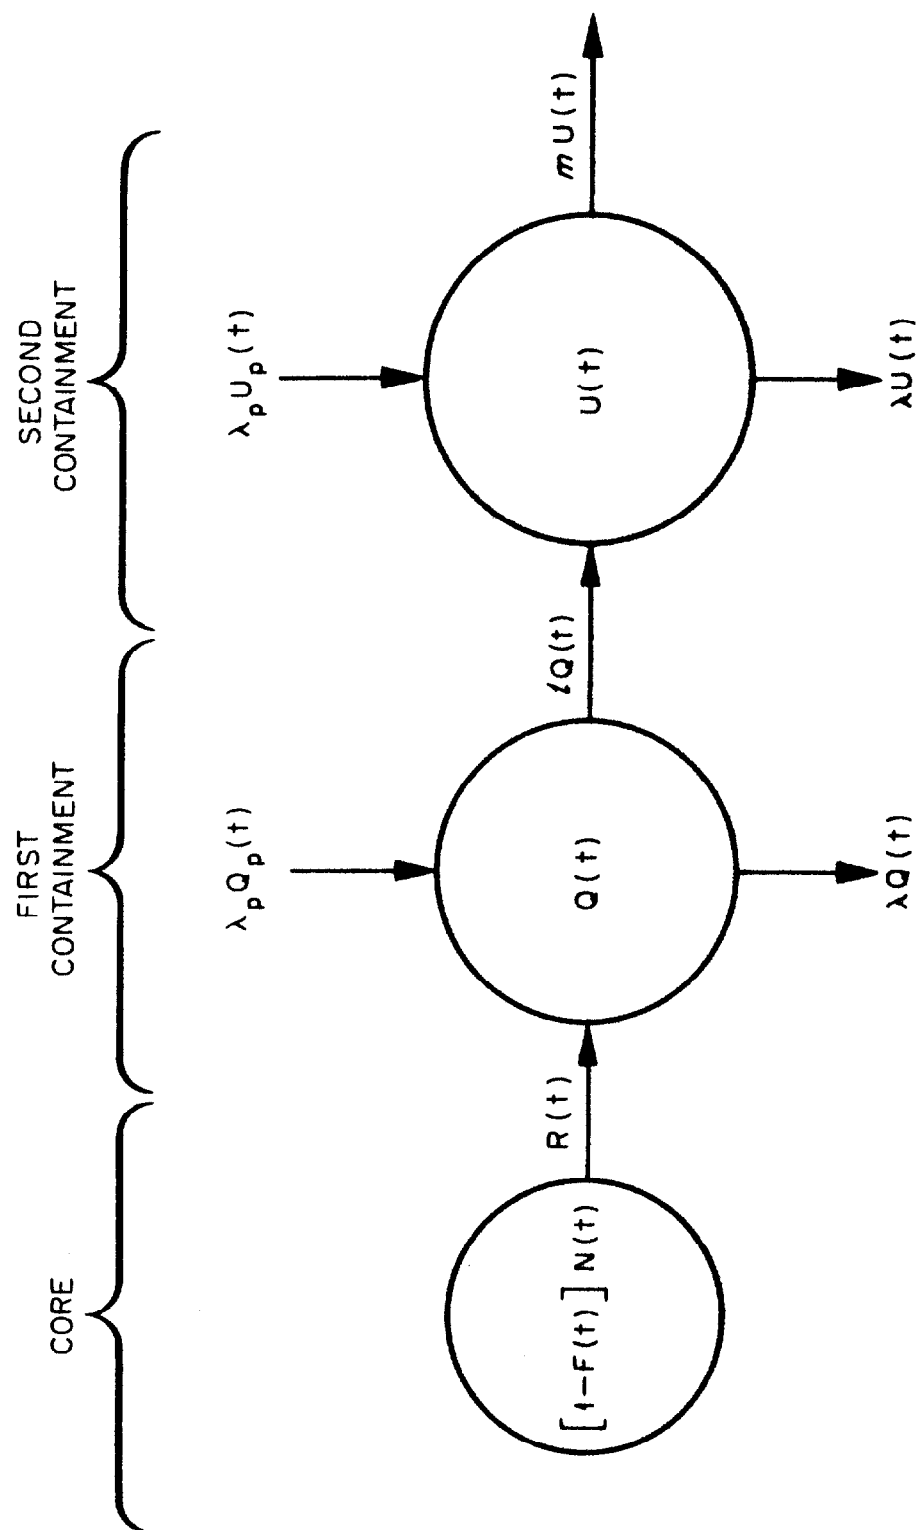 CORE
FIRST
CONTAINMENT
SECOND
CONTAINMENT
λₚQₚ(t)
λₚUₚ(t)
[1−F(t)] N(t)
R(t)
Q(t)
ℓQ(t)
U(t)
mU(t)
λQ(t)
λU(t)